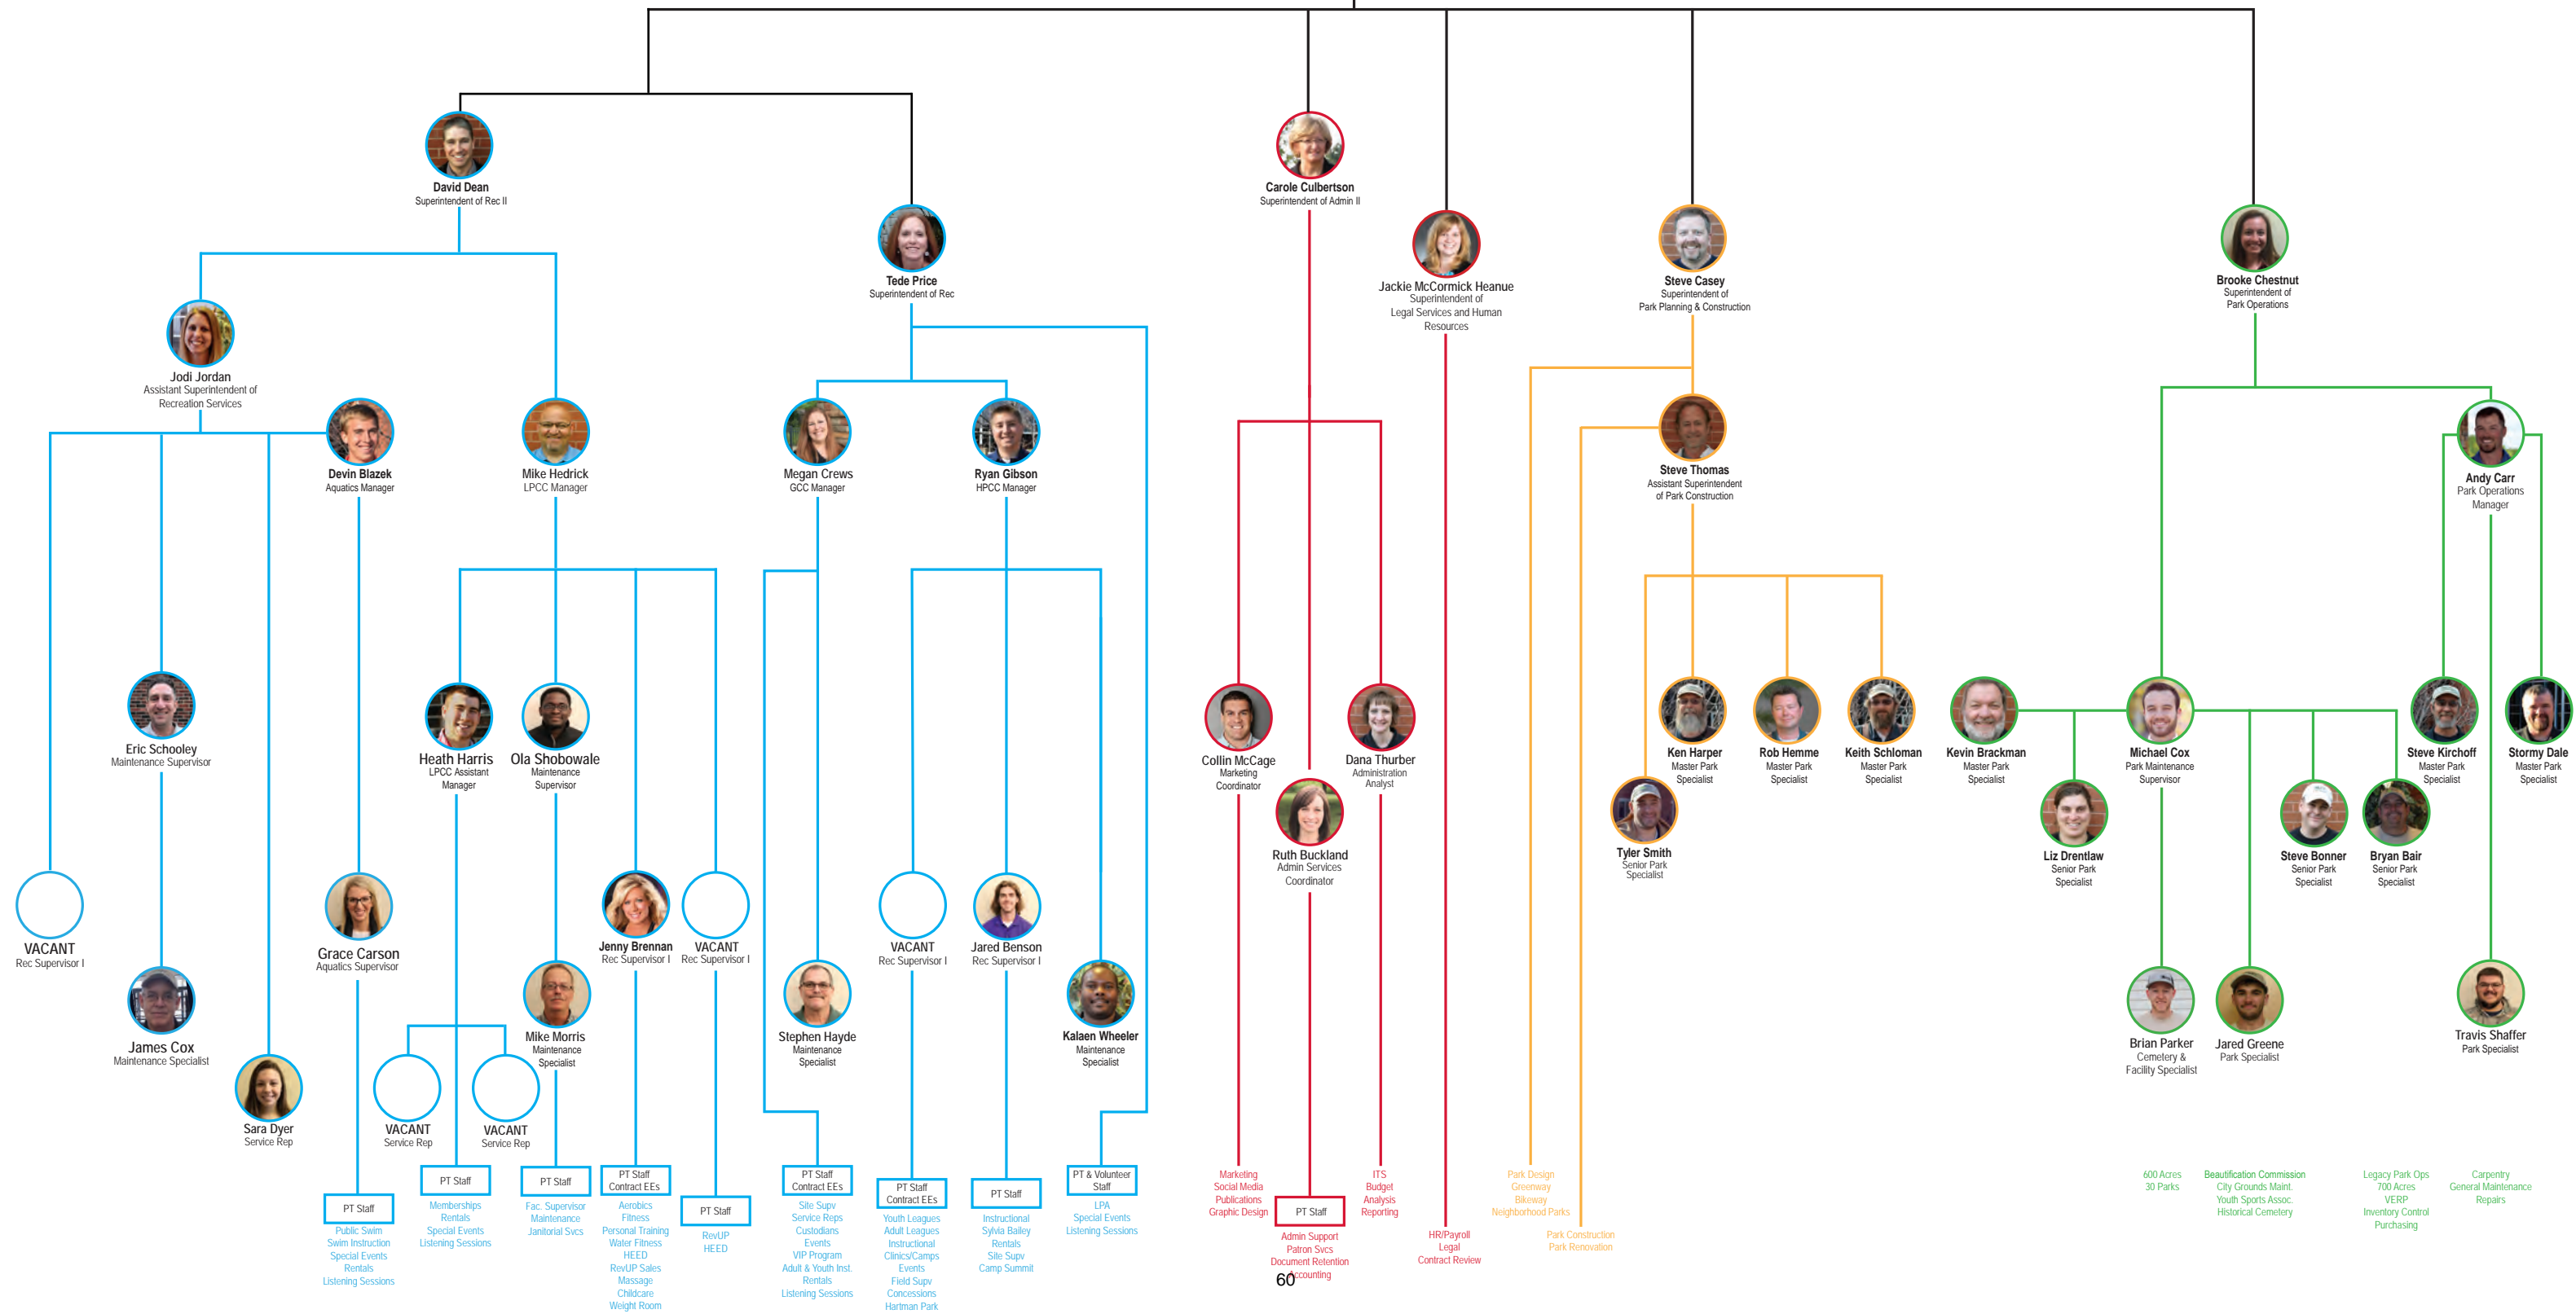 David Dean
Superintendent of Rec II
Carole Culbertson
Superintendent of Admin II
Tede Price
Superintendent of Rec
Jackie McCormick Heanue
Superintendent of
Legal Services and Human
Resources
Steve Casey
Superintendent of
Park Planning & Construction
Brooke Chestnut
Superintendent of
Park Operations
Jodi Jordan
Assistant Superintendent of
Recreation Services
Devin Blazek
Aquatics Manager
Mike Hedrick
LPCC Manager
Megan Crews
GCC Manager
Ryan Gibson
HPCC Manager
Steve Thomas
Assistant Superintendent
of Park Construction
Andy Carr
Park Operations
Manager
Eric Schooley
Maintenance Supervisor
Heath Harris
LPCC Assistant
Manager
Ola Shobowale
Maintenance
Supervisor
Collin McCage
Marketing
Coordinator
Dana Thurber
Administration
Analyst
Ken Harper
Master Park
Specialist
Rob Hemme
Master Park
Specialist
Keith Schloman
Master Park
Specialist
Kevin Brackman
Master Park
Specialist
Michael Cox
Park Maintenance
Supervisor
Steve Kirchoff
Master Park
Specialist
Stormy Dale
Master Park
Specialist
Ruth Buckland
Admin Services
Coordinator
Tyler Smith
Senior Park
Specialist
Liz Drentlaw
Senior Park
Specialist
Steve Bonner
Senior Park
Specialist
Bryan Bair
Senior Park
Specialist
VACANT
Rec Supervisor I
Grace Carson
Aquatics Supervisor
Jenny Brennan
Rec Supervisor I
VACANT
Rec Supervisor I
VACANT
Rec Supervisor I
Jared Benson
Rec Supervisor I
James Cox
Maintenance Specialist
Mike Morris
Maintenance
Specialist
Stephen Hayde
Maintenance
Specialist
Kalaen Wheeler
Maintenance
Specialist
Brian Parker
Cemetery &
Facility Specialist
Jared Greene
Park Specialist
Travis Shaffer
Park Specialist
Sara Dyer
Service Rep
VACANT
Service Rep
VACANT
Service Rep
PT Staff
Public Swim
Swim Instruction
Special Events
Rentals
Listening Sessions
PT Staff
Memberships
Rentals
Special Events
Listening Sessions
PT Staff
Fac. Supervisor
Maintenance
Janitorial Svcs
PT Staff
Contract EEs
Aerobics
Fitness
Personal Training
Water Fitness
HEED
RevUP Sales
Massage
Childcare
Weight Room
PT Staff
RevUP
HEED
PT Staff
Contract EEs
Site Supv
Service Reps
Custodians
Events
VIP Program
Adult & Youth Inst.
Rentals
Listening Sessions
PT Staff
Contract EEs
Youth Leagues
Adult Leagues
Instructional
Clinics/Camps
Events
Field Supv
Concessions
Hartman Park
PT Staff
Instructional
Sylvia Bailey
Rentals
Site Supv
Camp Summit
PT & Volunteer
Staff
LPA
Special Events
Listening Sessions
Marketing
Social Media
Publications
Graphic Design
PT Staff
Admin Support
Patron Svcs
Document Retention
Accounting
60
ITS
Budget
Analysis
Reporting
HR/Payroll
Legal
Contract Review
Park Design
Greenway
Bikeway
Neighborhood Parks
Park Construction
Park Renovation
600 Acres
30 Parks
Beautification Commission
City Grounds Maint.
Youth Sports Assoc.
Historical Cemetery
Legacy Park Ops
700 Acres
VERP
Inventory Control
Purchasing
Carpentry
General Maintenance
Repairs